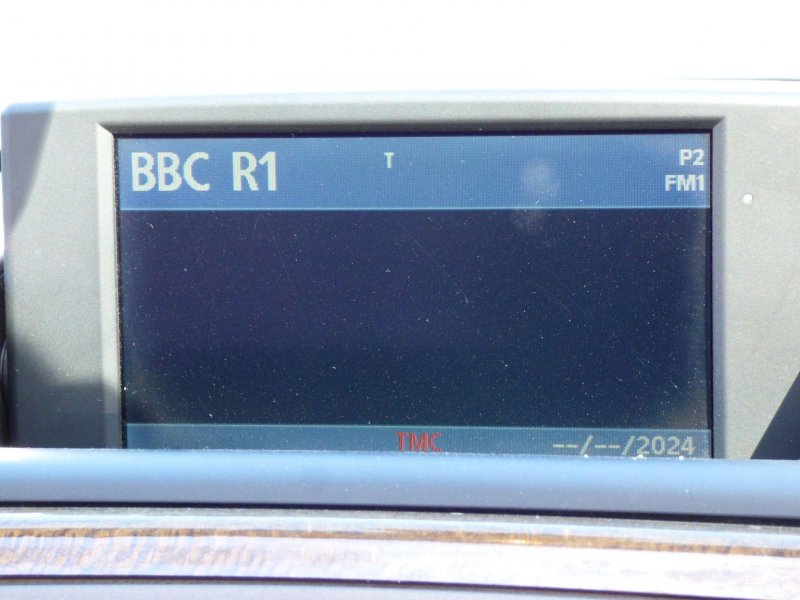 BBC R1
T
P2
FM1
TMC
--/--/2024